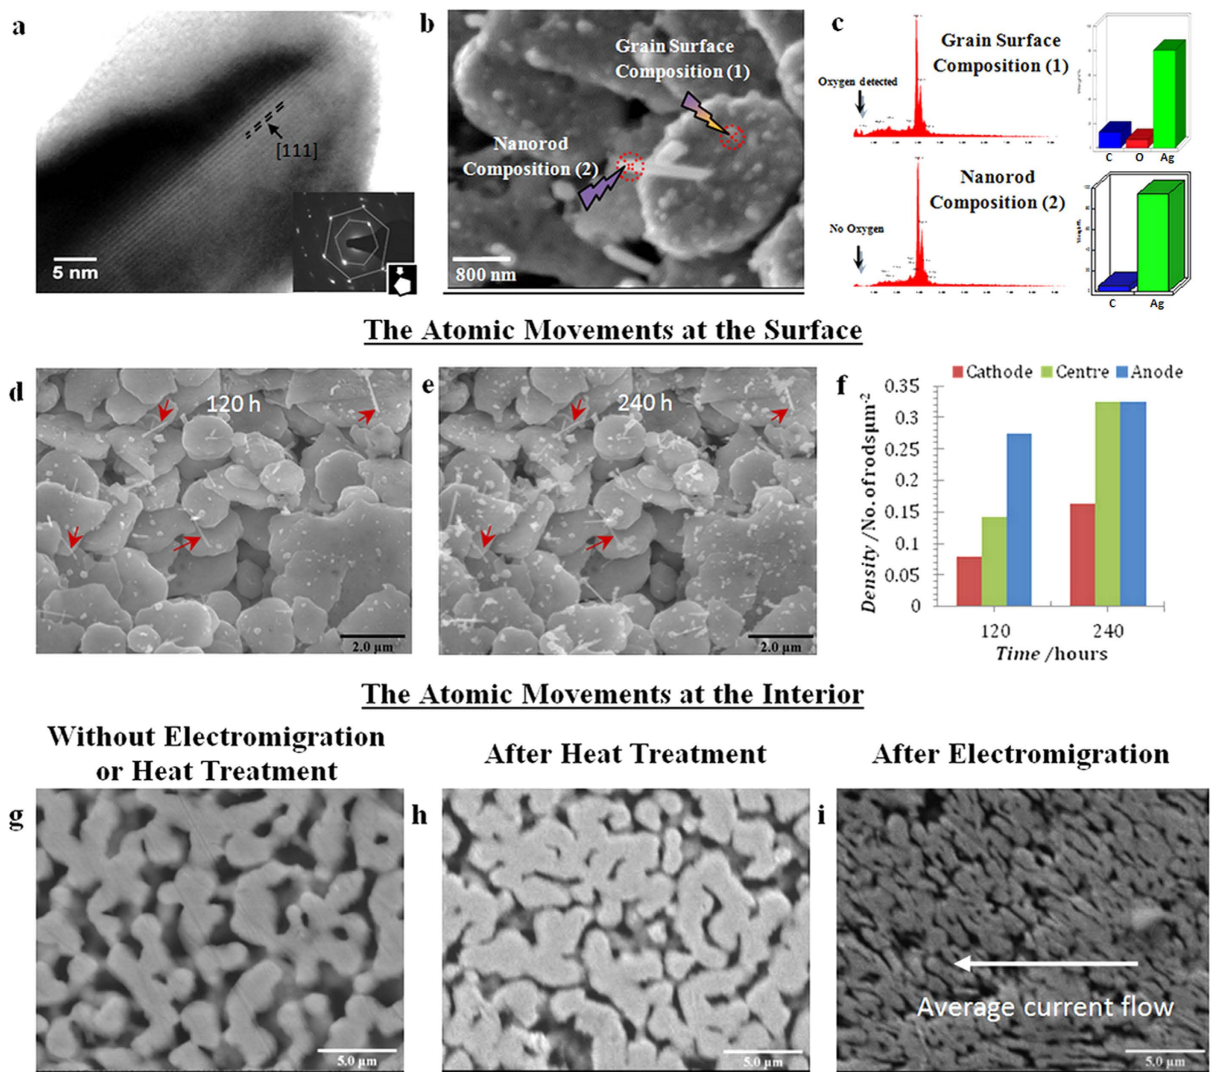 a
[111]
5 nm
b
Grain Surface
Composition (1)
Nanorod
Composition (2)
800 nm
c
Oxygen detected
Grain Surface
Composition (1)
C O Ag
No Oxygen
Nanorod
Composition (2)
C Ag
The Atomic Movements at the Surface
d
120 h
2.0 µm
e
240 h
2.0 µm
f
Cathode Centre Anode
Density /No. of rods µm-2
0.35
0.3
0.25
0.2
0.15
0.1
0.05
0
120 240
Time /hours
The Atomic Movements at the Interior
Without Electromigration
or Heat Treatment
After Heat Treatment
After Electromigration
g
5.0 µm
h
5.0 µm
i
Average current flow
5.0 µm